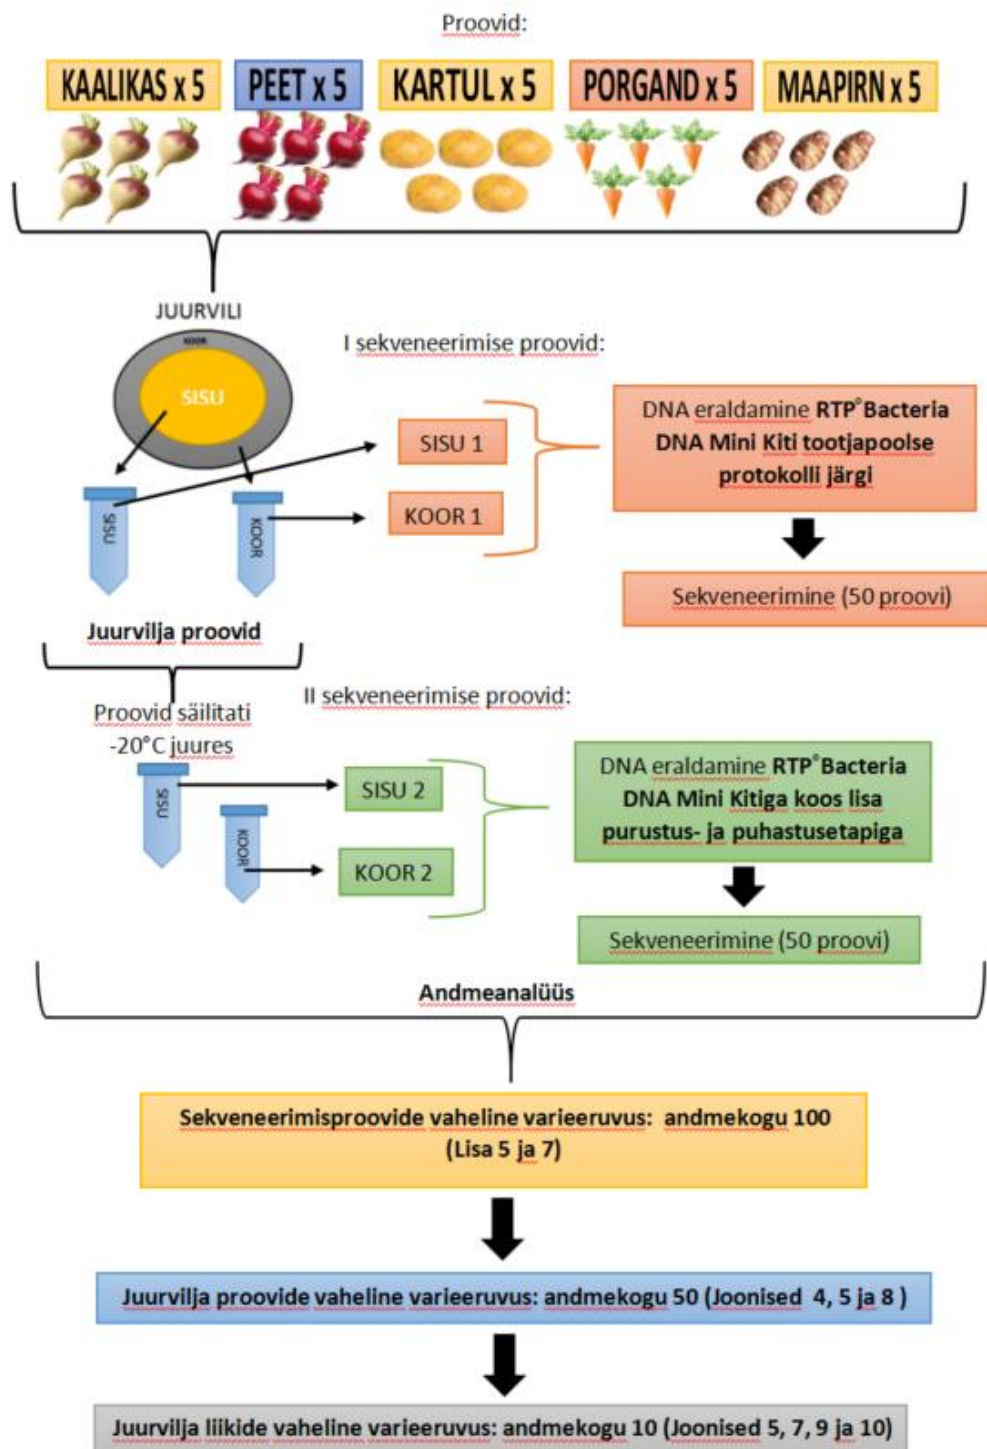 Proovid:
KAALIKAS x 5
PEET x 5
KARTUL x 5
PORGAND x 5
MAAPIRN x 5
JUURVILI
KOOR
SISU
I sekveneerimise proovid:
SISU 1
KOOR 1
DNA eraldamine RTP®Bacteria
DNA Mini Kiti tootjapoolse
protokolli järgi
SISU
KOOR
Sekveneerimine (50 proovi)
Juurvilja proovid
Proovid säilitati
-20°C juures
II sekveneerimise proovid:
SISU
KOOR
SISU 2
KOOR 2
DNA eraldamine RTP®Bacteria
DNA Mini Kitiga koos lisa
purustus- ja puhastusetapiga
Sekveneerimine (50 proovi)
Andmeanalüüs
Sekveneerimisproovide vaheline varieeruvus: andmekogu 100
(Lisa 5 ja 7)
Juurvilja proovide vaheline varieeruvus: andmekogu 50 (Joonised 4, 5 ja 8 )
Juurvilja liikide vaheline varieeruvus: andmekogu 10 (Joonised 5, 7, 9 ja 10)